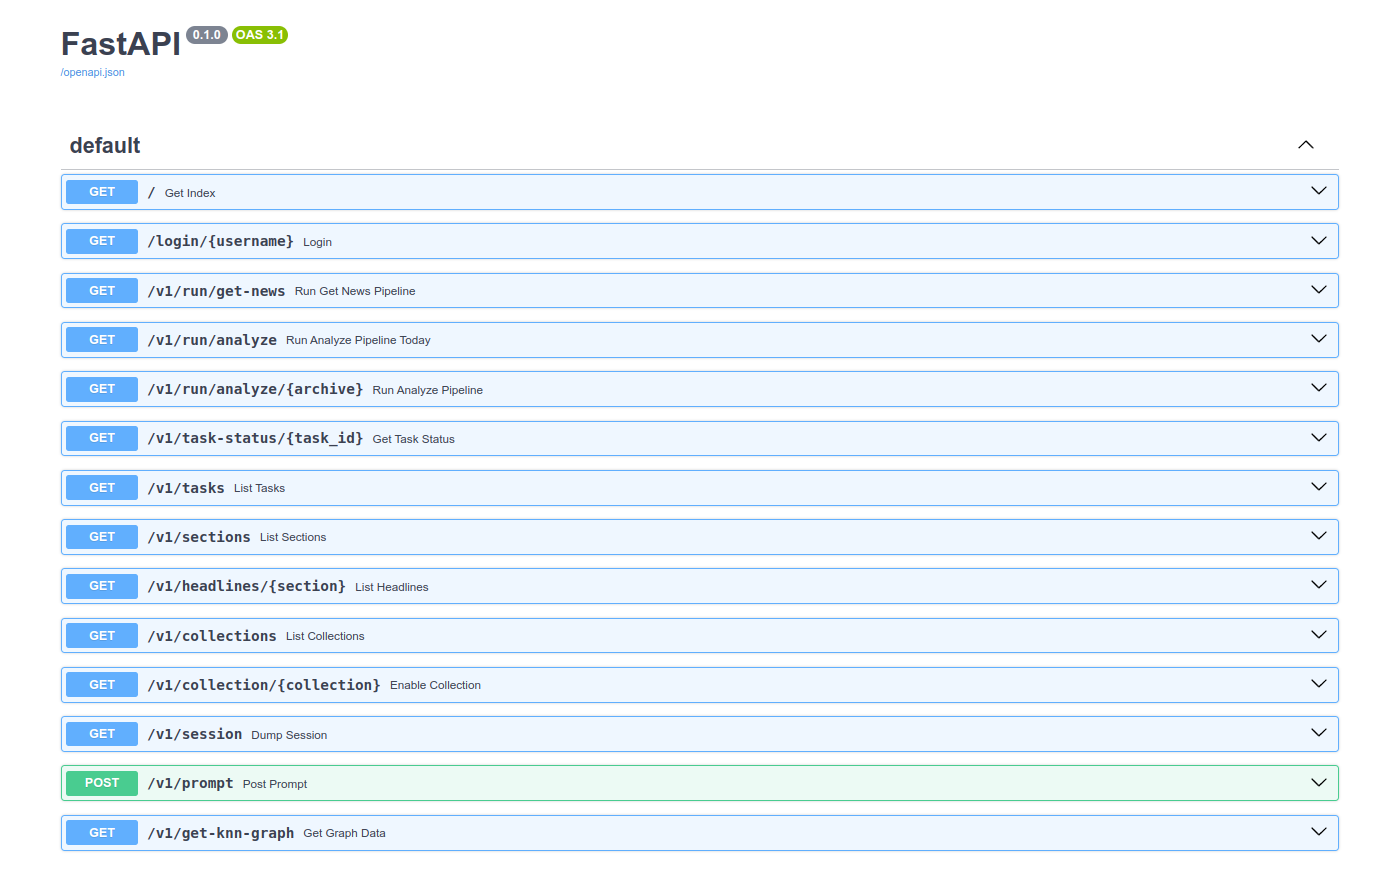 FastAPI 0.1.0 OAS 3.1
/openapi.json
default
GET / Get Index
GET /login/{username} Login
GET /v1/run/get-news Run Get News Pipeline
GET /v1/run/analyze Run Analyze Pipeline Today
GET /v1/run/analyze/{archive} Run Analyze Pipeline
GET /v1/task-status/{task_id} Get Task Status
GET /v1/tasks List Tasks
GET /v1/sections List Sections
GET /v1/headlines/{section} List Headlines
GET /v1/collections List Collections
GET /v1/collection/{collection} Enable Collection
GET /v1/session Dump Session
POST /v1/prompt Post Prompt
GET /v1/get-knn-graph Get Graph Data